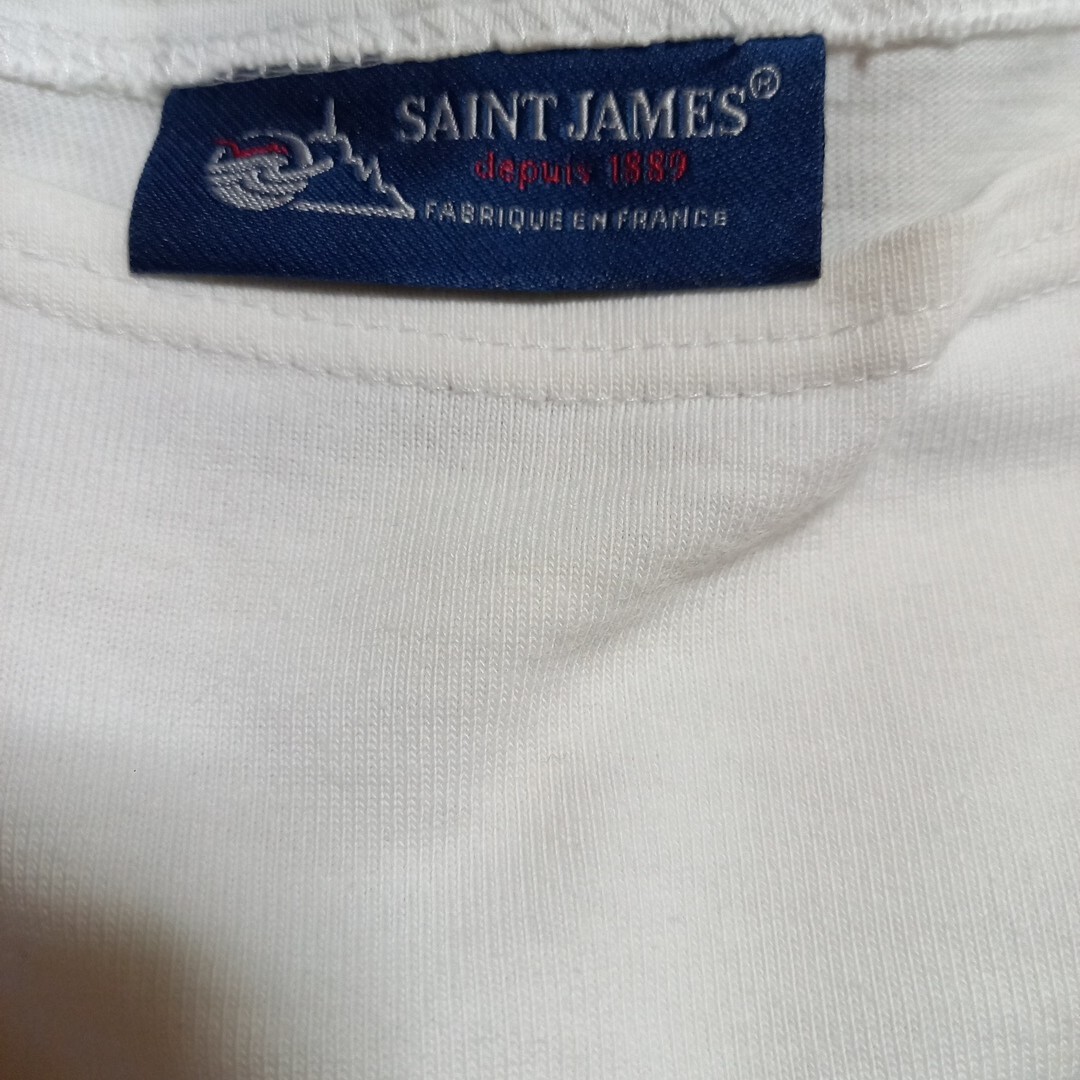 SAINT JAMES®
depuis 1889
FABRIQUE EN FRANCE